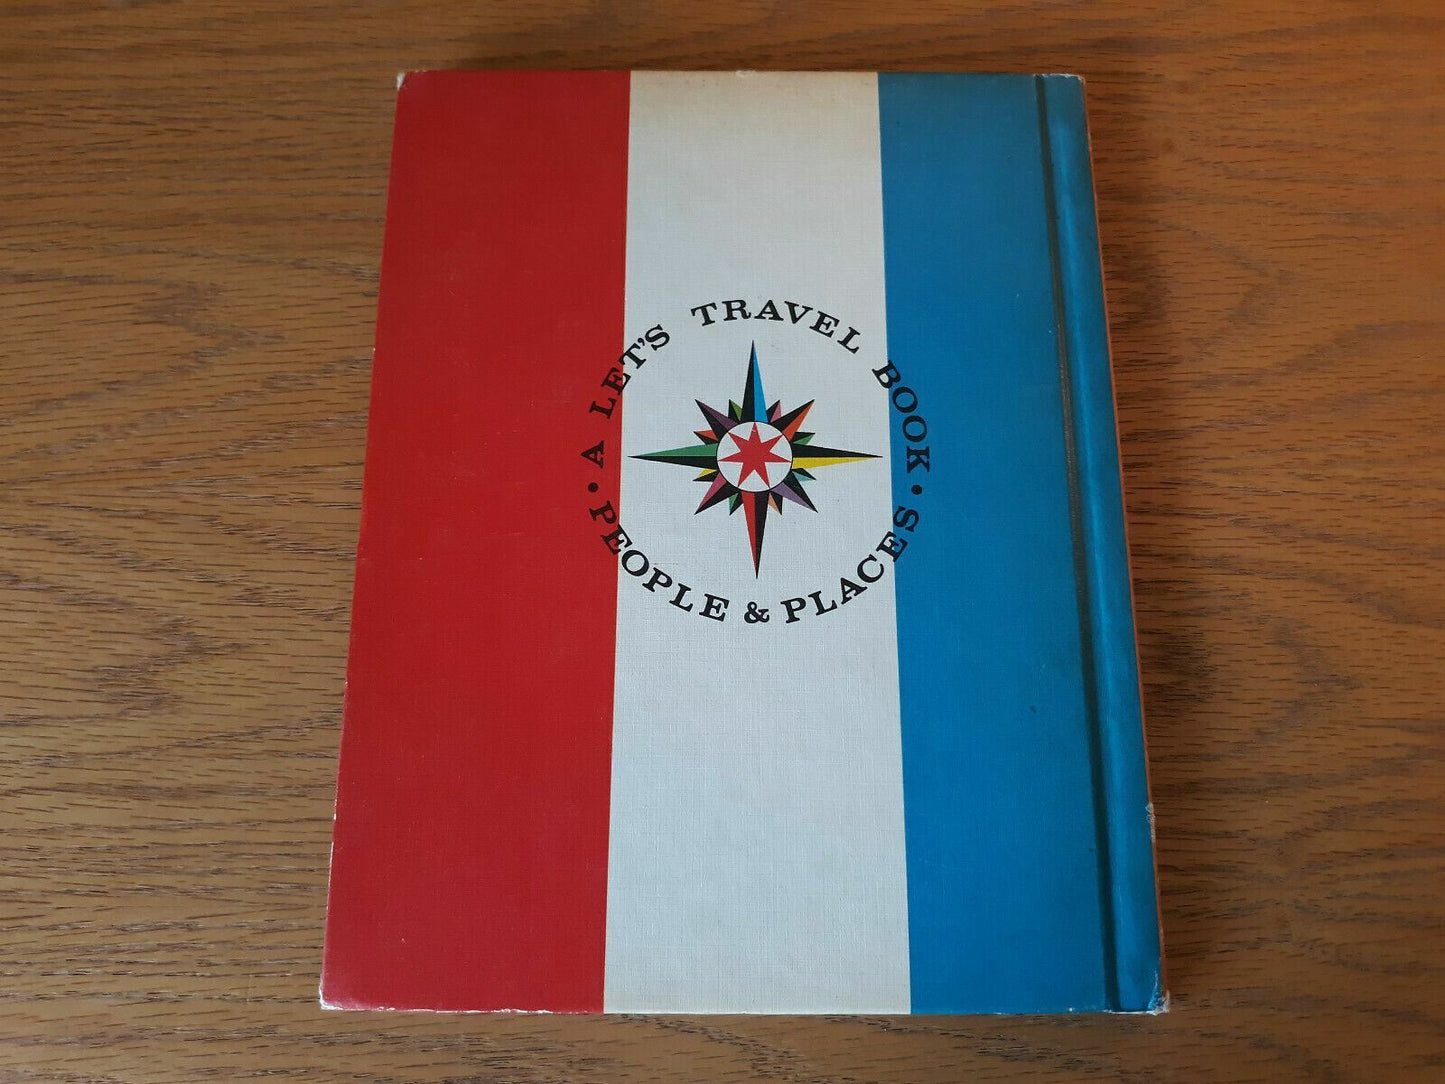 A LET'S TRAVEL BOOK
• PEOPLE & PLACES •